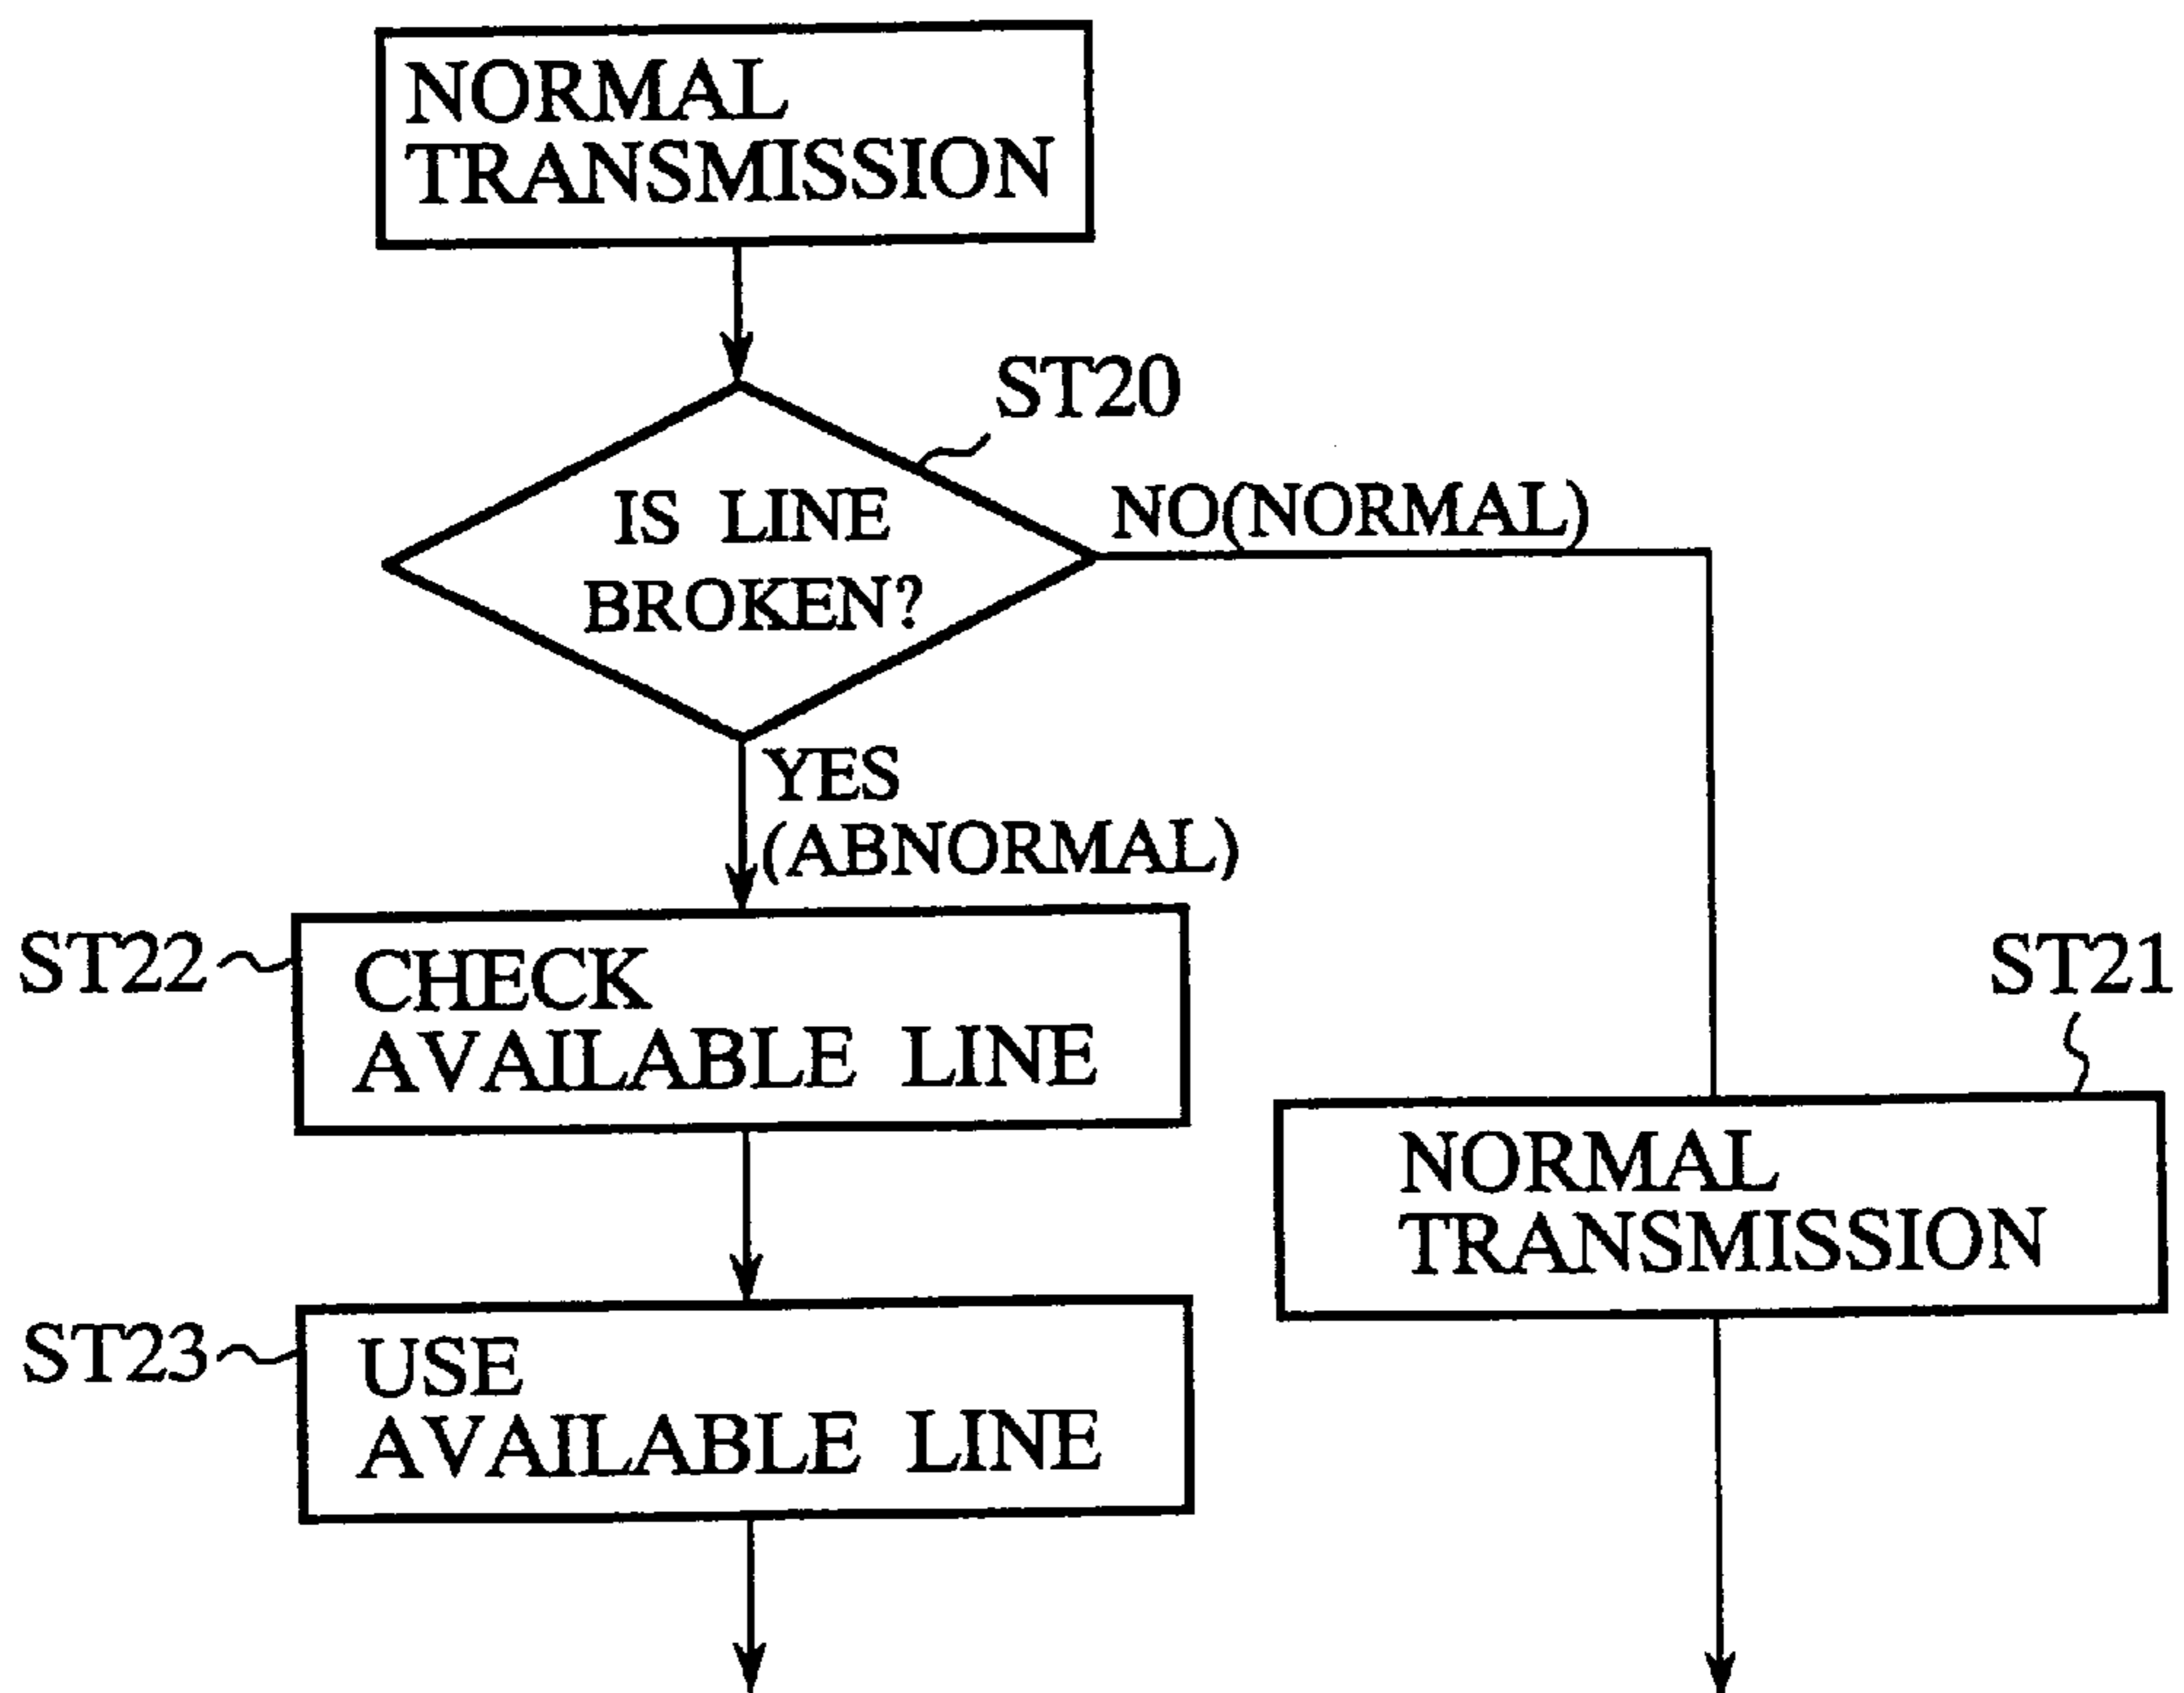 NORMAL
TRANSMISSION
ST20
IS LINE
BROKEN?
NO(NORMAL)
YES
(ABNORMAL)
ST22
CHECK
AVAILABLE LINE
ST21
NORMAL
TRANSMISSION
ST23
USE
AVAILABLE LINE